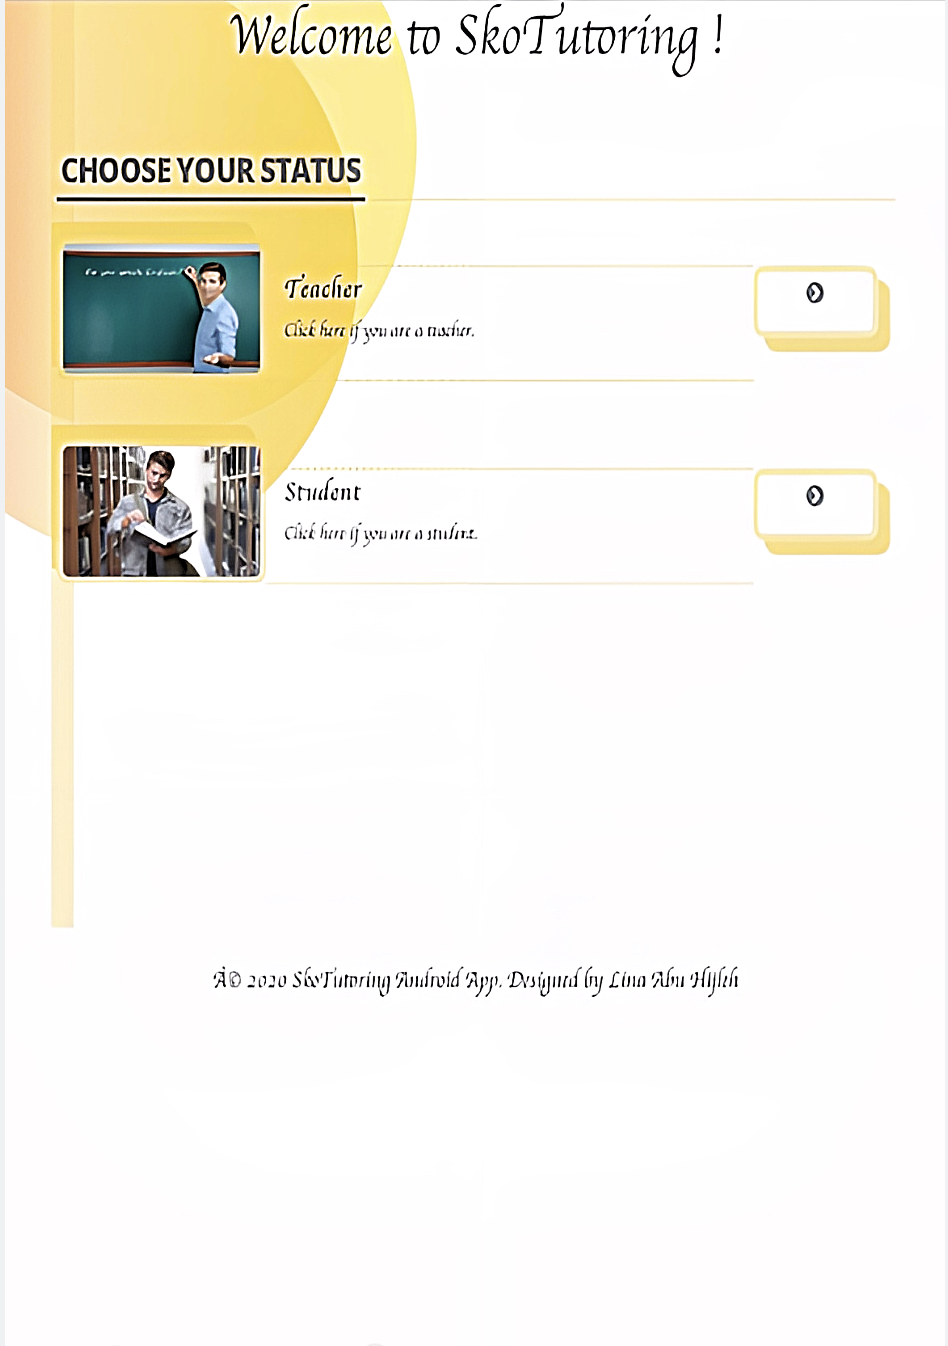 Welcome to SkoTutoring !
CHOOSE YOUR STATUS
Teacher
Click here if you are a teacher.
Student
Click here if you are a student.
Â© 2020 SkoTutoring Android App. Designed by Lina Abu Hijleh